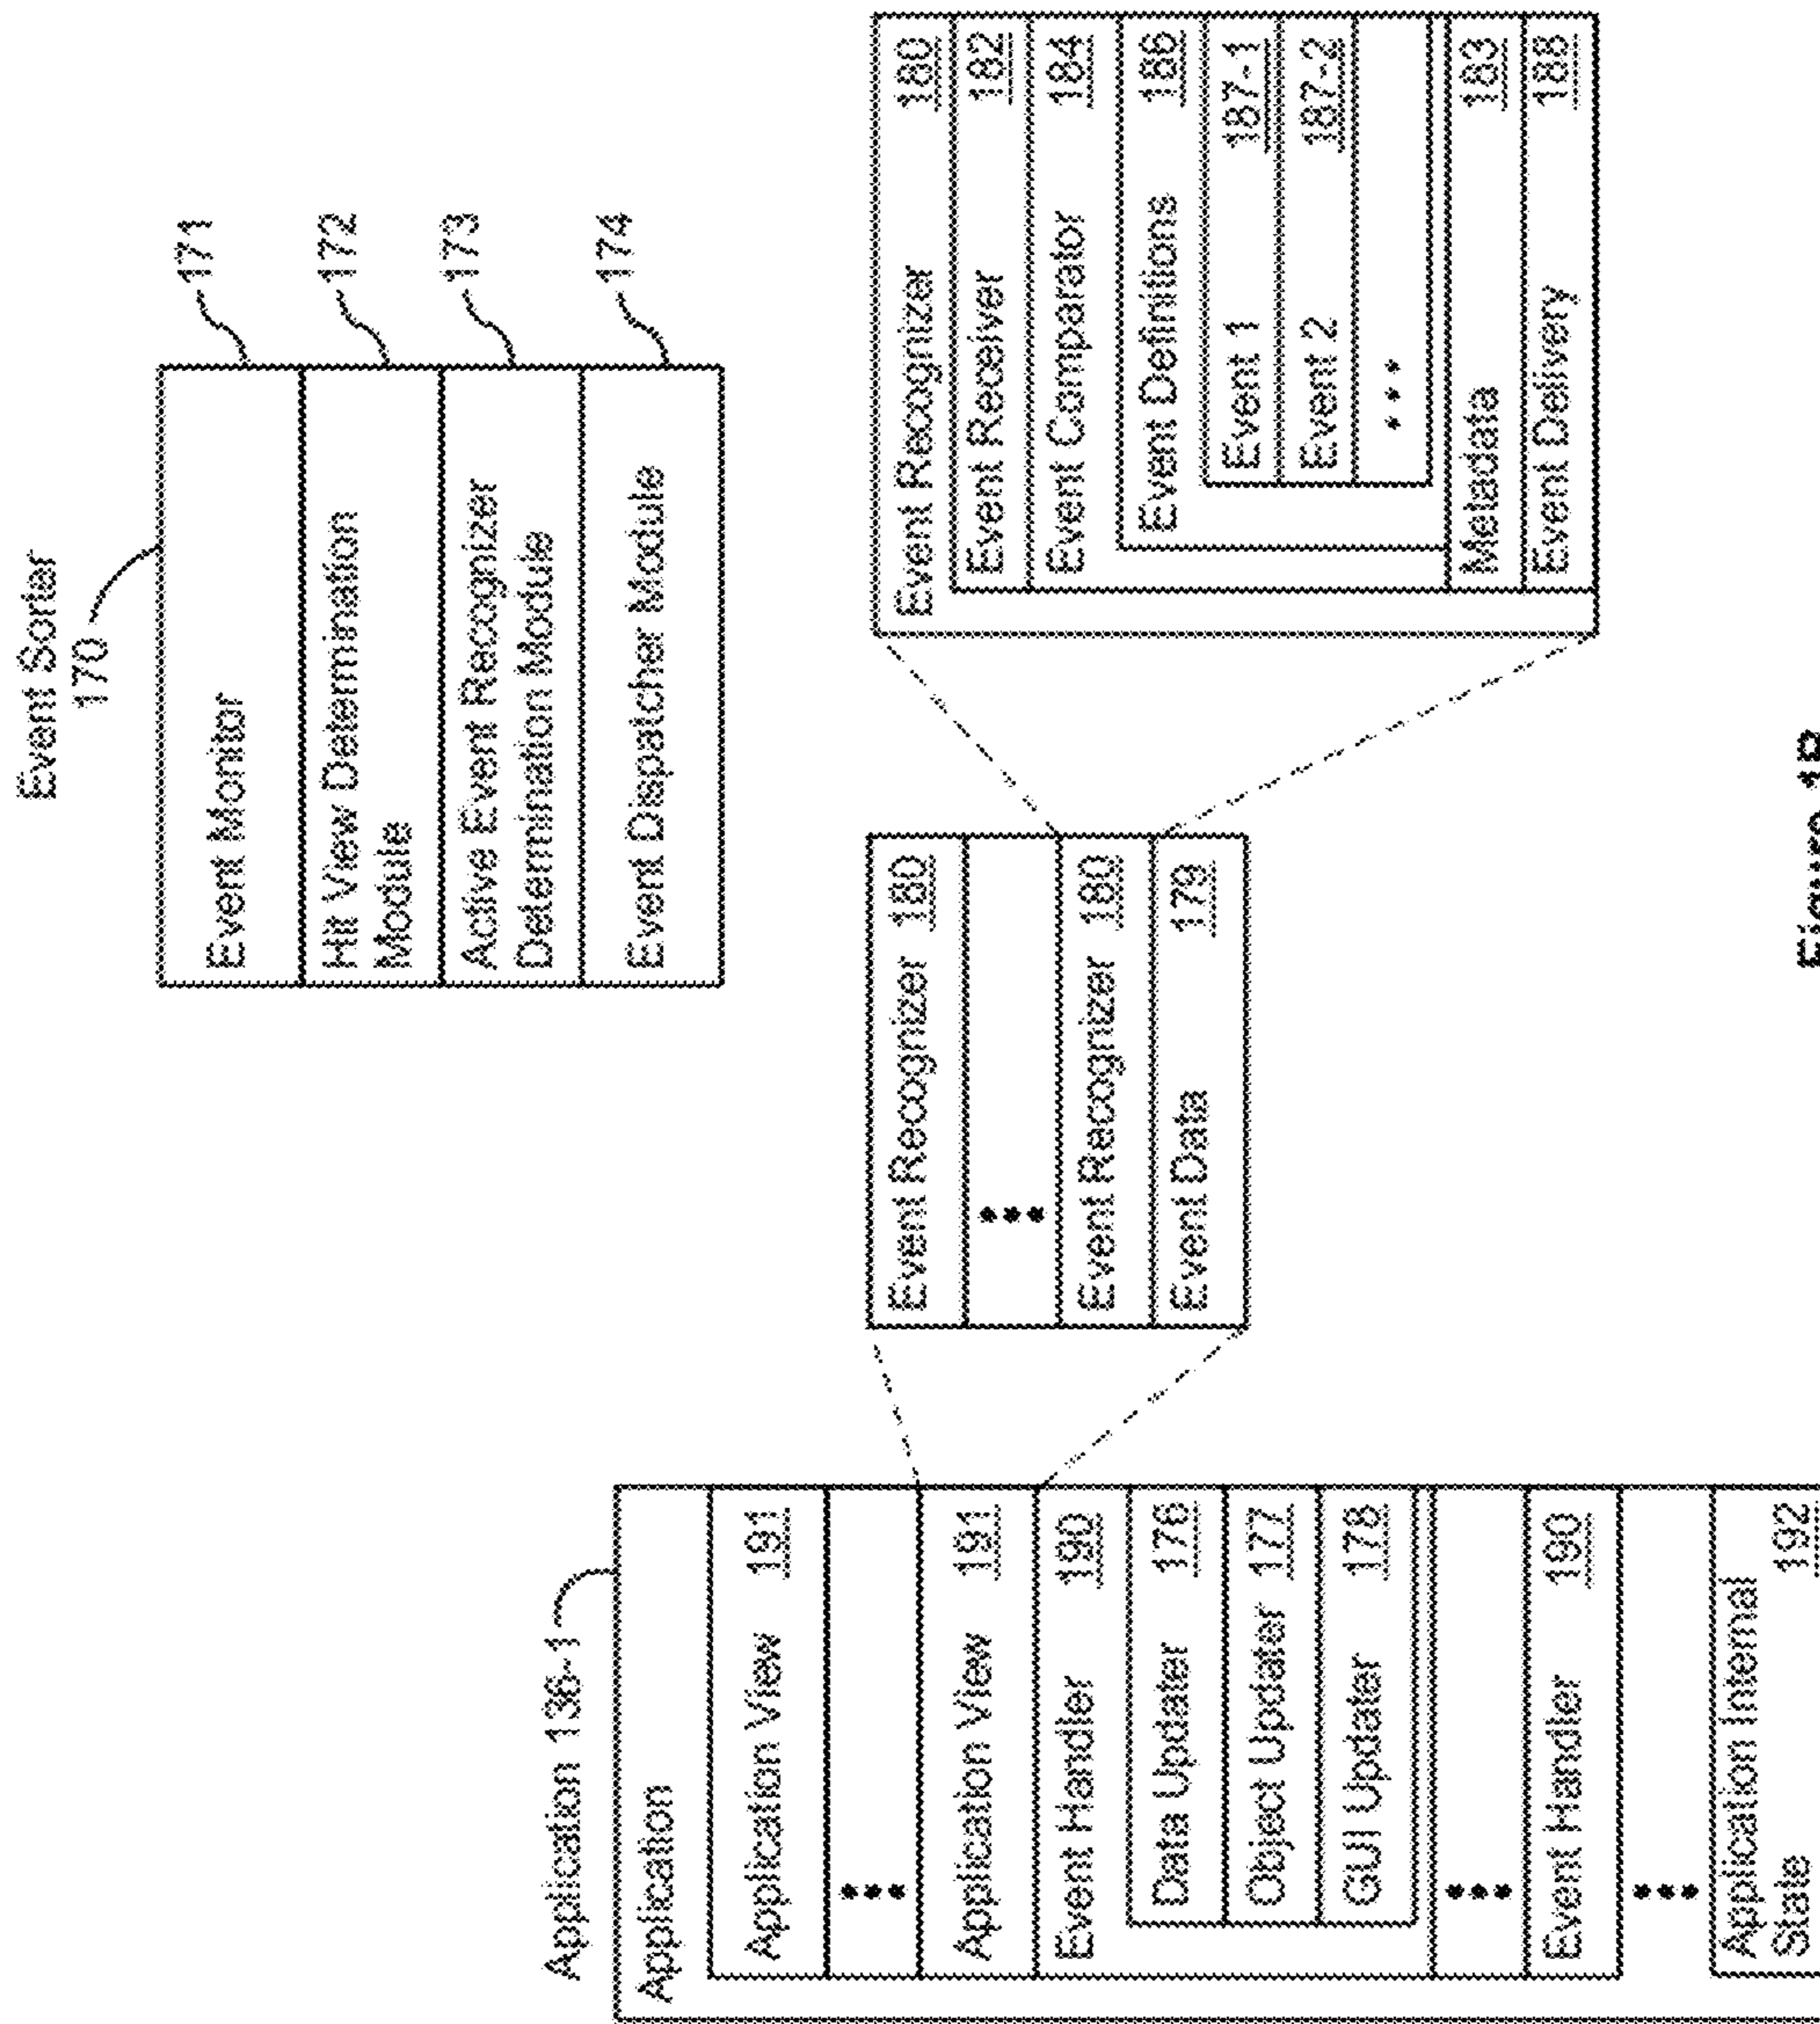 Event Sorter
170
Event Monitor
171
Hit View Determination
Module
172
Active Event Recognizer
Determination Module
173
Event Dispatcher Module
174
Application 136-1
Application
Application View 191
•••
Application View 191
Event Handler 190
Data Updater 176
Object Updater 177
GUI Updater 178
•••
Event Handler 190
•••
Application Internal
State 192
Event Recognizer 180
•••
Event Recognizer 180
Event Data 179
Event Recognizer 180
Event Receiver 182
Event Comparator 184
Event Definitions 186
Event 1 187-1
Event 2 187-2
•••
Metadata 183
Event Delivery 188
Figure 1B